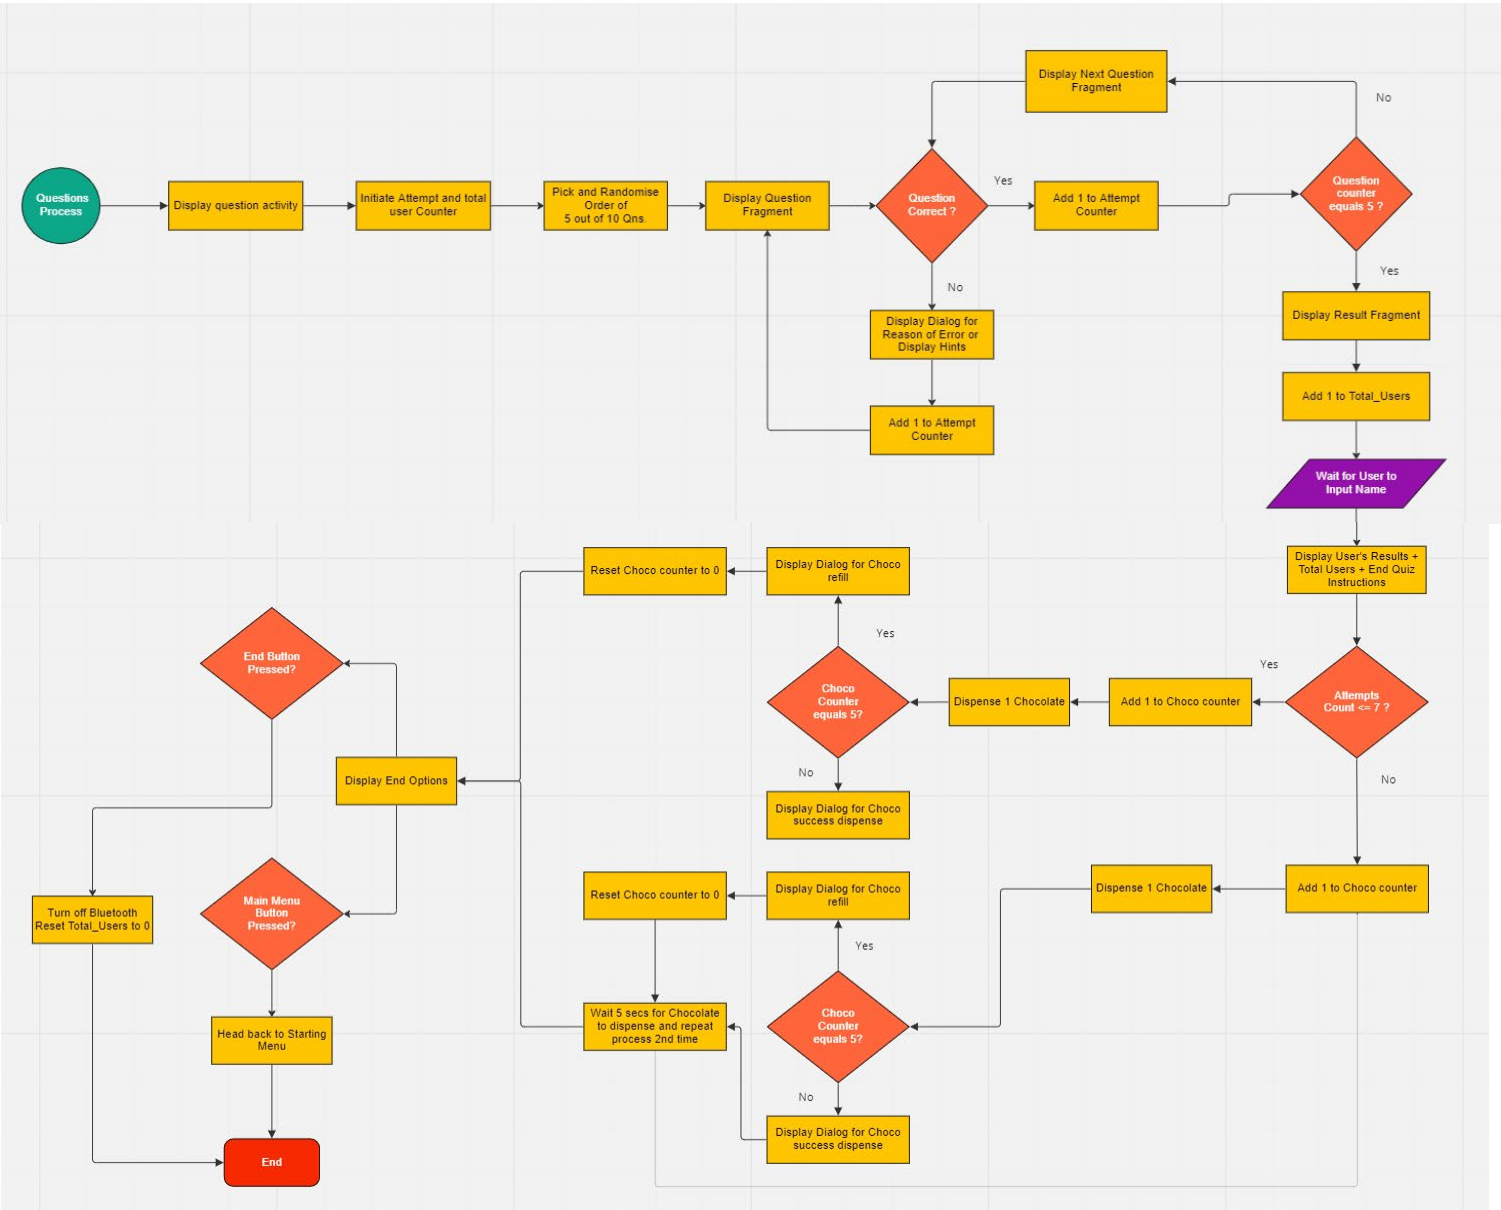 Questions
Process
Display question activity
Initiate Attempt and total
user Counter
Pick and Randomise
Order of
5 out of 10 Qns.
Display Question
Fragment
Question
Correct ?
Yes
Add 1 to Attempt
Counter
Display Next Question
Fragment
No
Question
counter
equals 5 ?
Yes
No
Display Dialog for
Reason of Error or
Display Hints
Add 1 to Attempt
Counter
Display Result Fragment
Add 1 to Total_Users
Wait for User to
Input Name
Display User's Results +
Total Users + End Quiz
Instructions
Attempts
Count <= 7 ?
Yes
Add 1 to Choco counter
Dispense 1 Chocolate
Choco
Counter
equals 5?
Yes
Display Dialog for Choco
refill
Reset Choco counter to 0
No
Display Dialog for Choco
success dispense
No
Add 1 to Choco counter
Dispense 1 Chocolate
Choco
Counter
equals 5?
Yes
Display Dialog for Choco
refill
Reset Choco counter to 0
No
Display Dialog for Choco
success dispense
Wait 5 secs for Chocolate
to dispense and repeat
process 2nd time
Display End Options
End Button
Pressed?
Main Menu
Button
Pressed?
Turn off Bluetooth
Reset Total_Users to 0
Head back to Starting
Menu
End